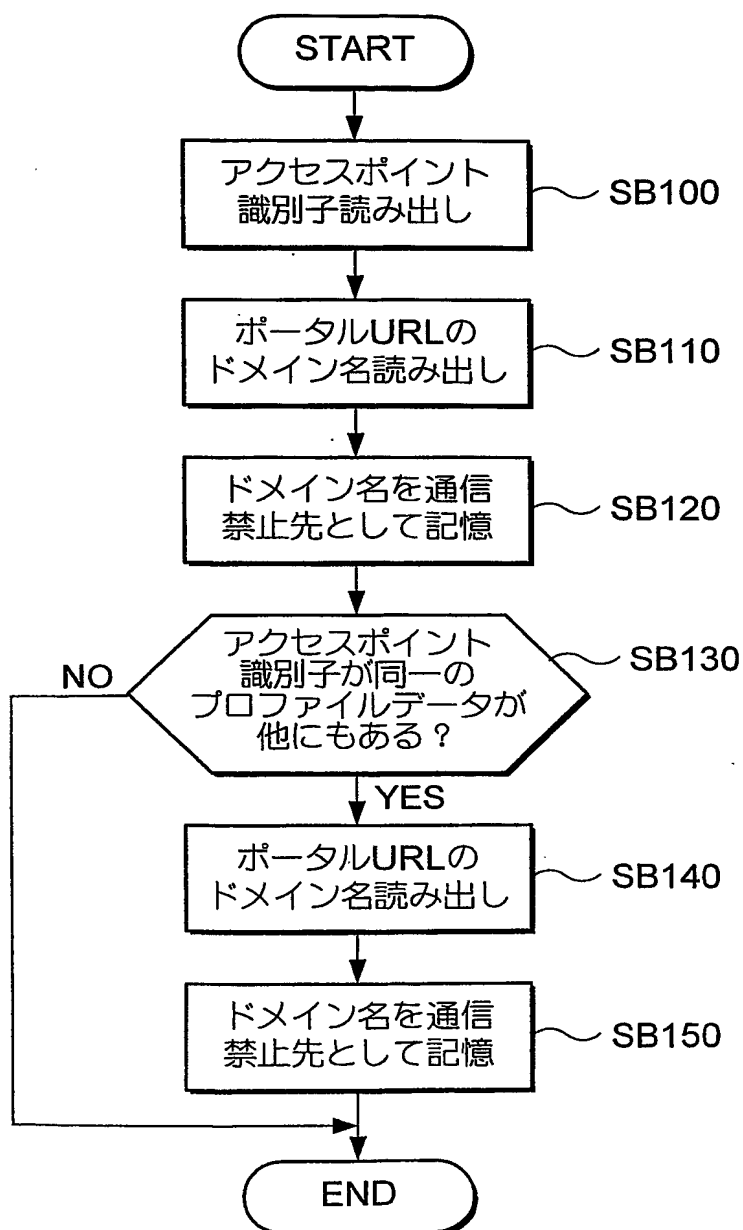 START
アクセスポイント
識別子読み出し
SB100
ポータルURLの
ドメイン名読み出し
SB110
ドメイン名を通信
禁止先として記憶
SB120
アクセスポイント
識別子が同一の
プロファイルデータが
他にもある？
SB130
NO
YES
ポータルURLの
ドメイン名読み出し
SB140
ドメイン名を通信
禁止先として記憶
SB150
END